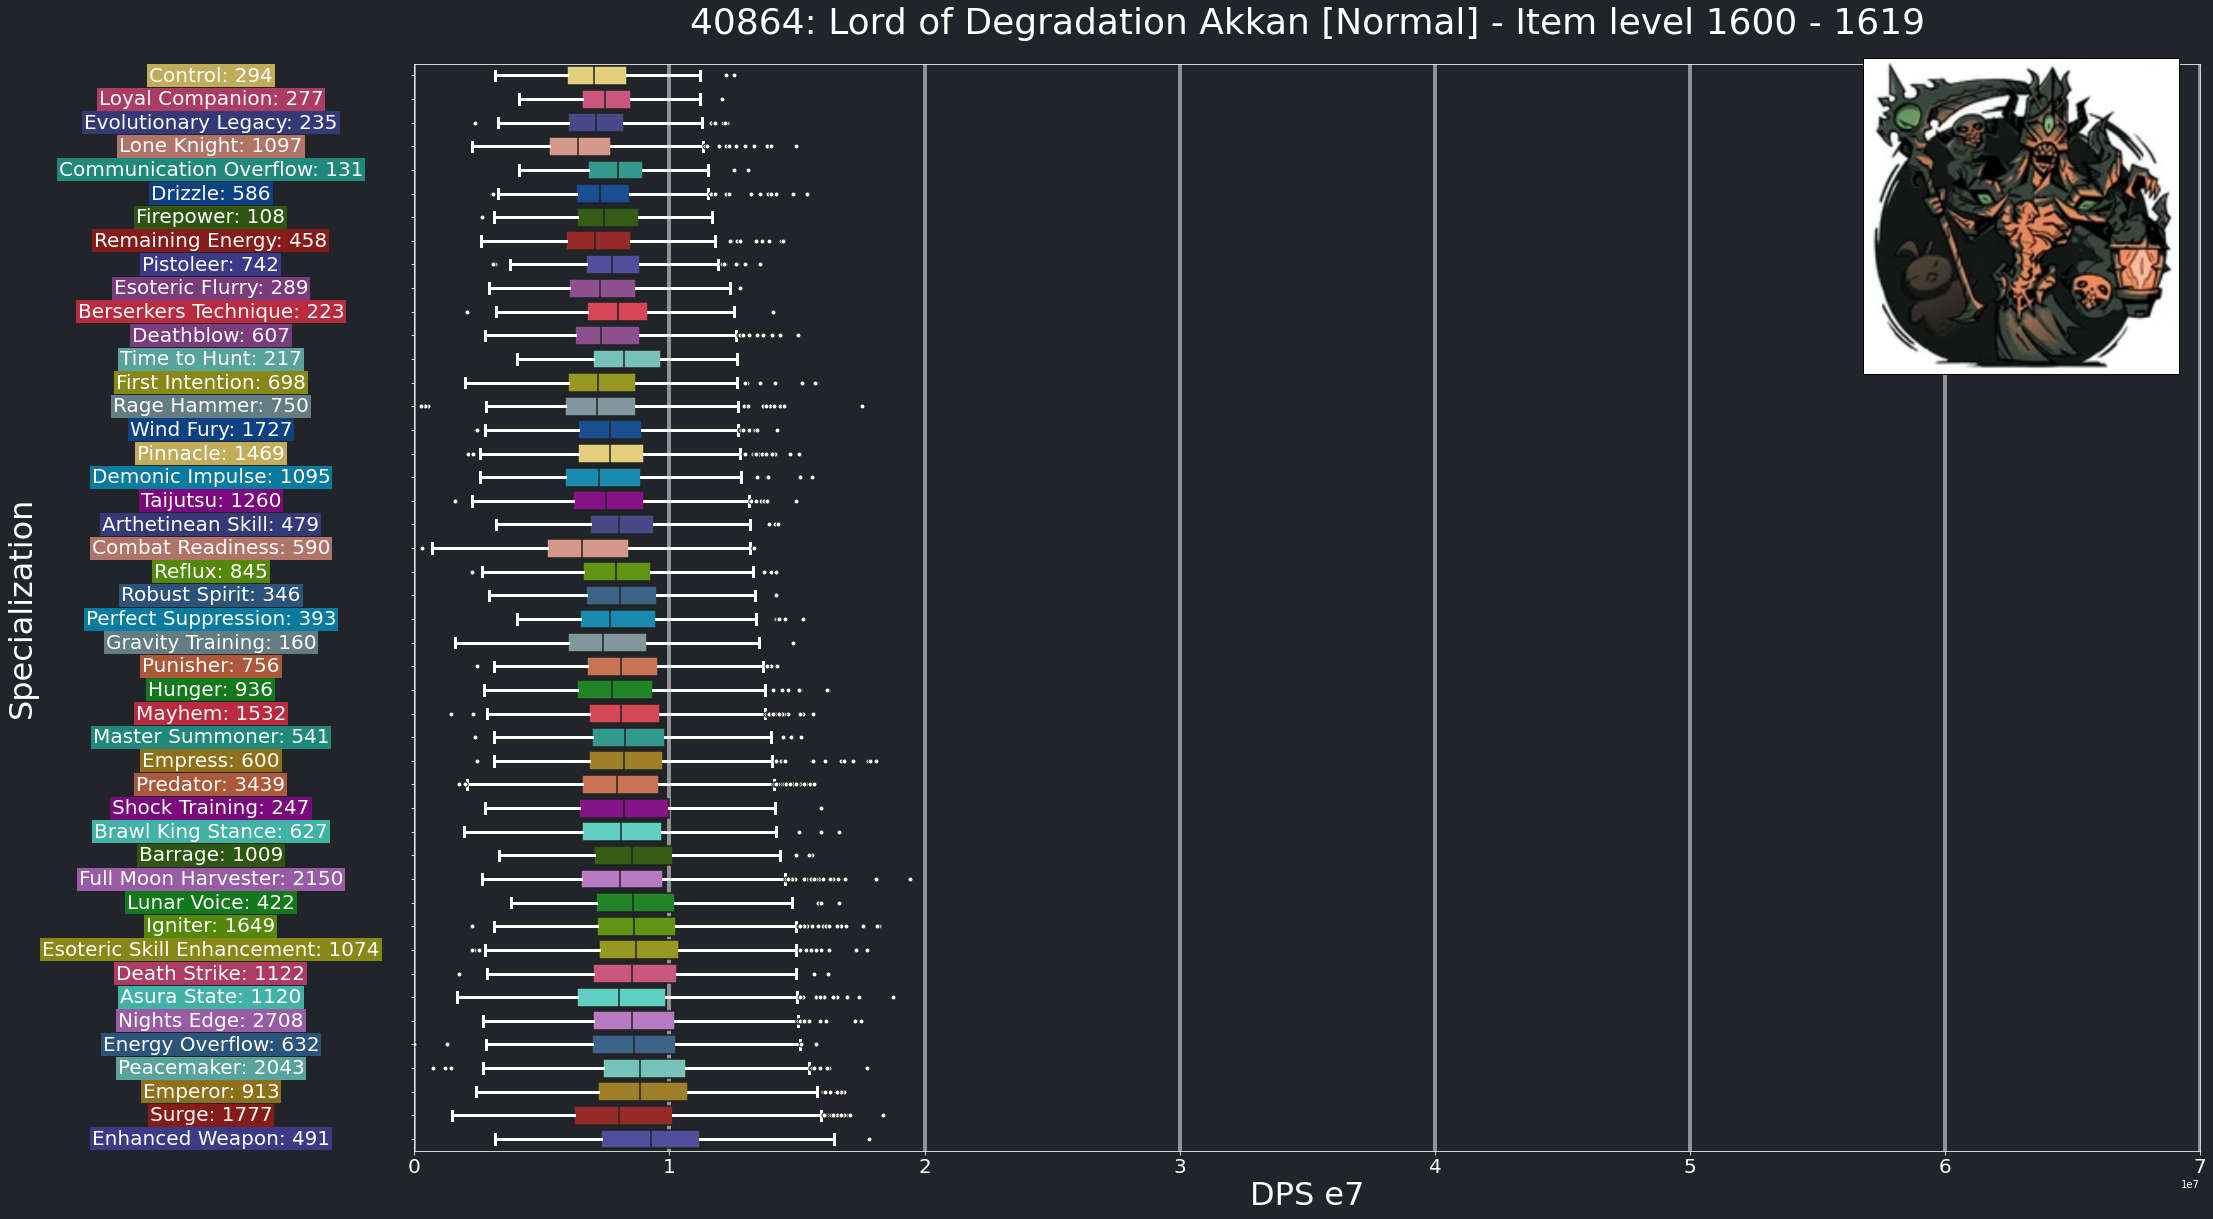 40864: Lord of Degradation Akkan [Normal] - Item level 1600 - 1619
Specialization
Control: 294
Loyal Companion: 277
Evolutionary Legacy: 235
Lone Knight: 1097
Communication Overflow: 131
Drizzle: 586
Firepower: 108
Remaining Energy: 458
Pistoleer: 742
Esoteric Flurry: 289
Berserkers Technique: 223
Deathblow: 607
Time to Hunt: 217
First Intention: 698
Rage Hammer: 750
Wind Fury: 1727
Pinnacle: 1469
Demonic Impulse: 1095
Taijutsu: 1260
Arthetinean Skill: 479
Combat Readiness: 590
Reflux: 845
Robust Spirit: 346
Perfect Suppression: 393
Gravity Training: 160
Punisher: 756
Hunger: 936
Mayhem: 1532
Master Summoner: 541
Empress: 600
Predator: 3439
Shock Training: 247
Brawl King Stance: 627
Barrage: 1009
Full Moon Harvester: 2150
Lunar Voice: 422
Igniter: 1649
Esoteric Skill Enhancement: 1074
Death Strike: 1122
Asura State: 1120
Nights Edge: 2708
Energy Overflow: 632
Peacemaker: 2043
Emperor: 913
Surge: 1777
Enhanced Weapon: 491
0 1 2 3 4 5 6 7
1e7
DPS e7